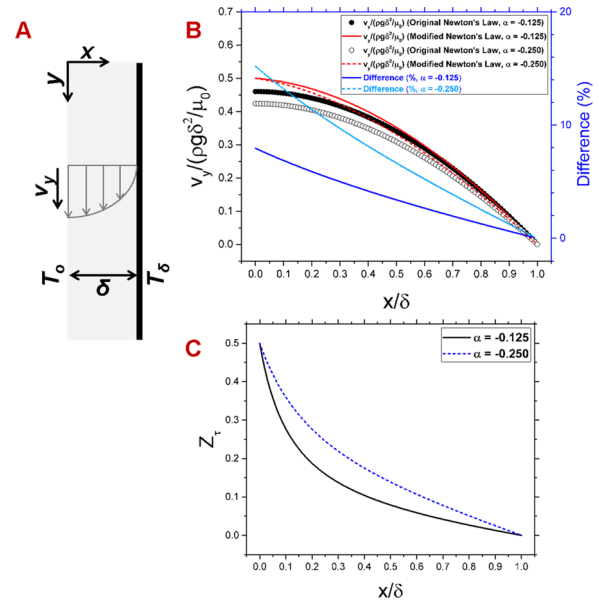 A
x
y
v_y
T_o
δ
T_δ
B
v_y/(ρgδ²/μ₀)
0.7
0.6
0.5
0.4
0.3
0.2
0.1
0.0
v_y/(ρgδ²/μ₀) (Original Newton's Law, α = -0.125)
v_y/(ρgδ²/μ₀) (Modified Newton's Law, α = -0.125)
v_y/(ρgδ²/μ₀) (Original Newton's Law, α = -0.250)
v_y/(ρgδ²/μ₀) (Modified Newton's Law, α = -0.250)
Difference (%, α = -0.125)
Difference (%, α = -0.250)
20
16
12
8
4
0
Difference (%)
0.0 0.1 0.2 0.3 0.4 0.5 0.6 0.7 0.8 0.9 1.0
x/δ
C
Z_τ
0.5
0.4
0.3
0.2
0.1
0.0
α = -0.125
α = -0.250
0.0 0.1 0.2 0.3 0.4 0.5 0.6 0.7 0.8 0.9 1.0
x/δ